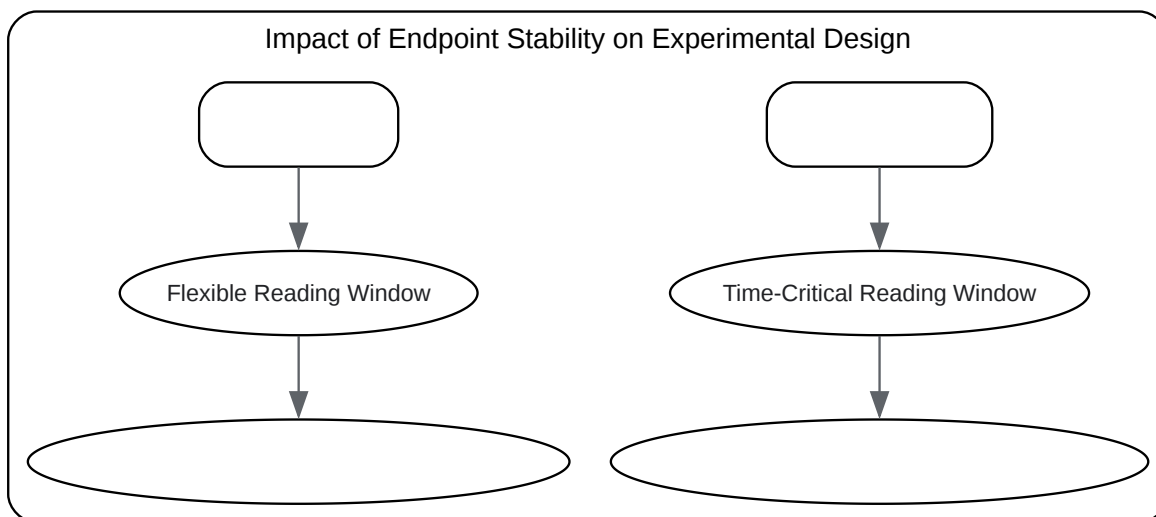 Impact of Endpoint Stability on Experimental Design
Flexible Reading Window
Time-Critical Reading Window